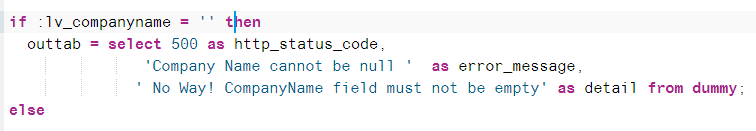 if :lv_companyname = '' then
outtab = select 500 as http_status_code,
'Company Name cannot be null '  as error_message,
' No Way! CompanyName field must not be empty' as detail from dummy;
else